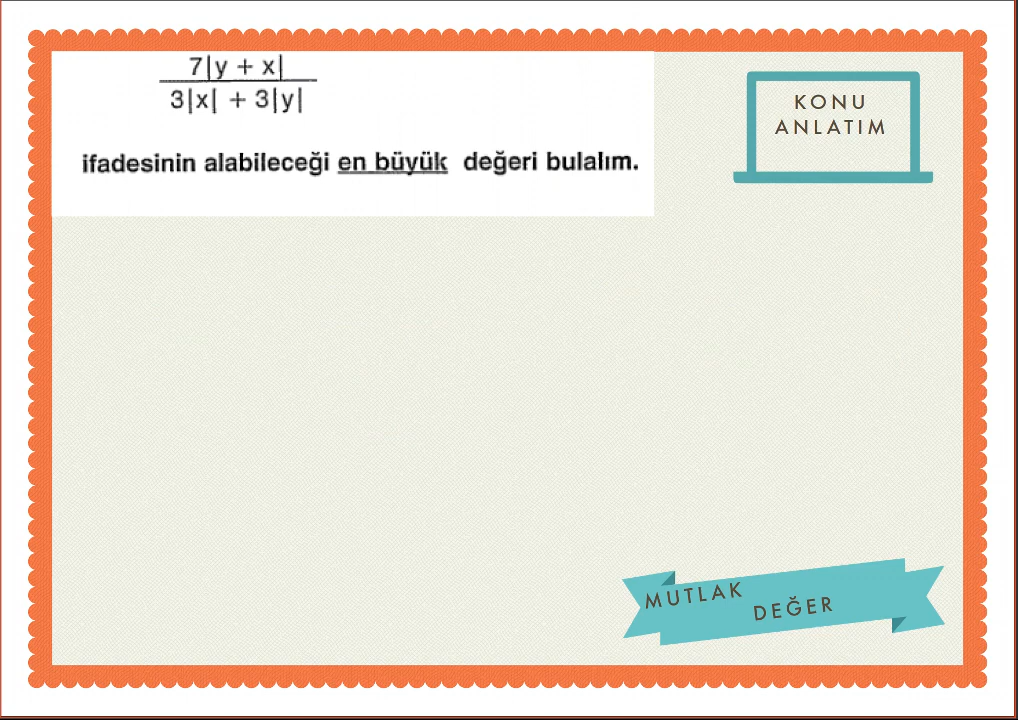 7|y + x|
3|x| + 3|y|
ifadesinin alabileceği en büyük değeri bulalım.
KONU
ANLATIM
MUTLAK
DEĞER